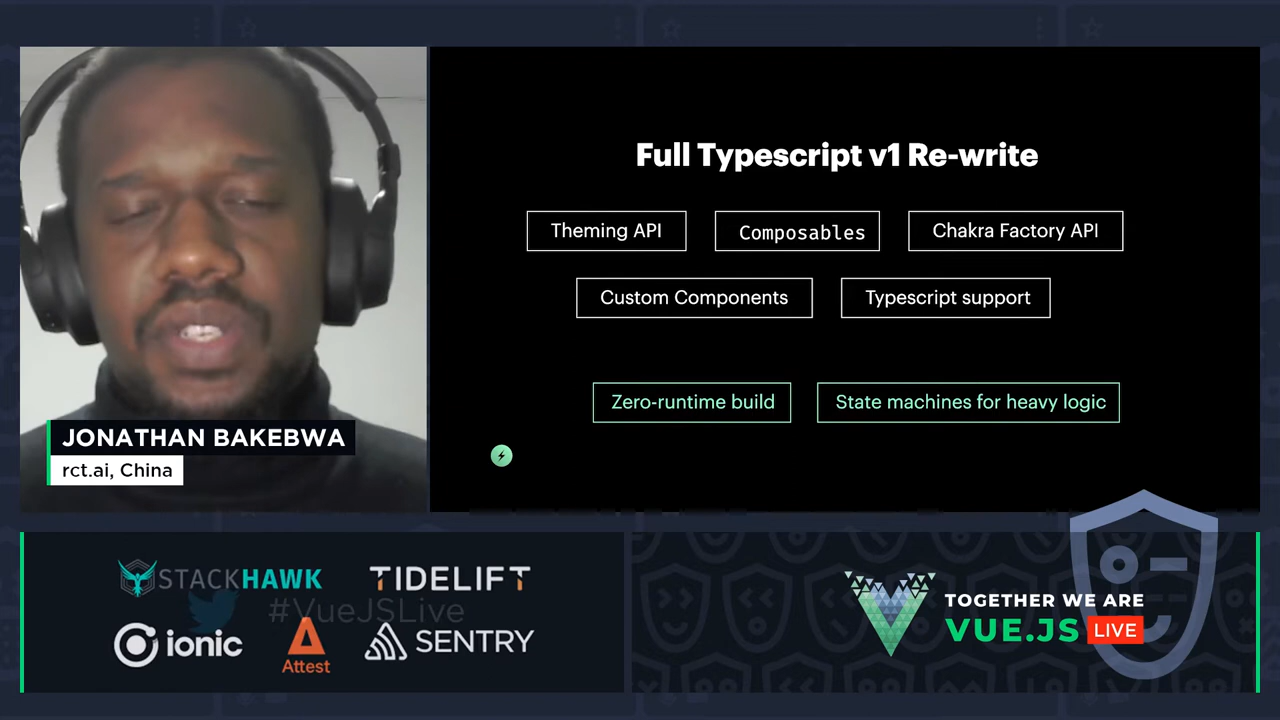 Full Typescript v1 Re-write
Theming API
Composables
Chakra Factory API
Custom Components
Typescript support
Zero-runtime build
State machines for heavy logic
JONATHAN BAKEBWA
rct.ai, China
STACKHAWK
TIDELIFT
#VueJSLive
ionic
Attest
SENTRY
TOGETHER WE ARE
VUE.JS LIVE